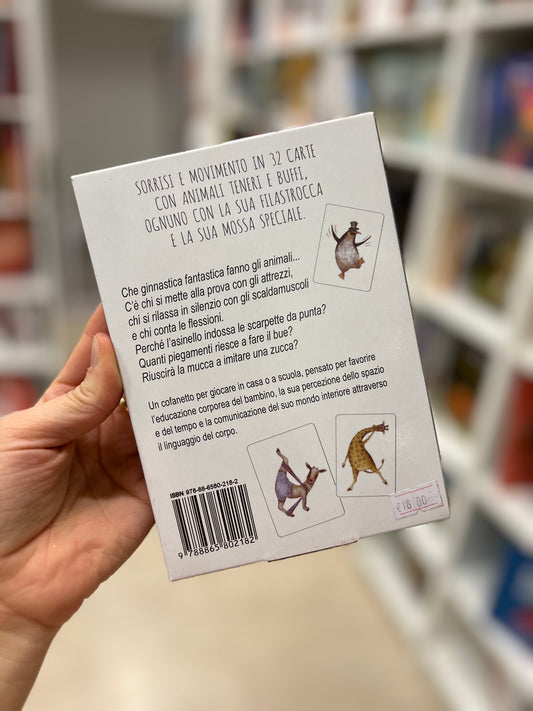 SORRISI E MOVIMENTO IN 32 CARTE
CON ANIMALI TENERI E BUFFI,
OGNUNO CON LA SUA FILASTROCCA
E LA SUA MOSSA SPECIALE.
Che ginnastica fantastica fanno gli animali...
C'è chi si mette alla prova con gli attrezzi,
chi si rilassa in silenzio con gli scaldamuscoli
e chi conta le flessioni.
Perché l'asinello indossa le scarpette da punta?
Quanti piegamenti riesce a fare il bue?
Riuscirà la mucca a imitare una zucca?
Un cofanetto per giocare in casa o a scuola, pensato per favorire
l'educazione corporea del bambino, la sua percezione dello spazio
e del tempo e la comunicazione del suo mondo interiore attraverso
il linguaggio del corpo.
IBBN 978-88-6580-218-2
9 788865 802182
€18,80